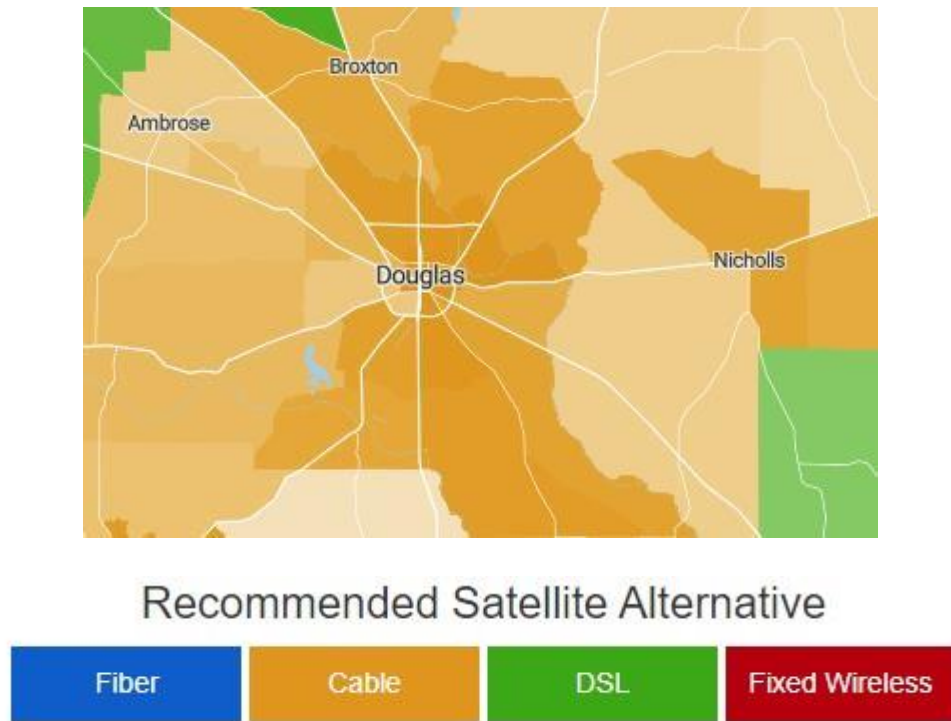 Broxton
Ambrose
Nicholls
Douglas
Recommended Satellite Alternative
Fiber Cable DSL Fixed Wireless